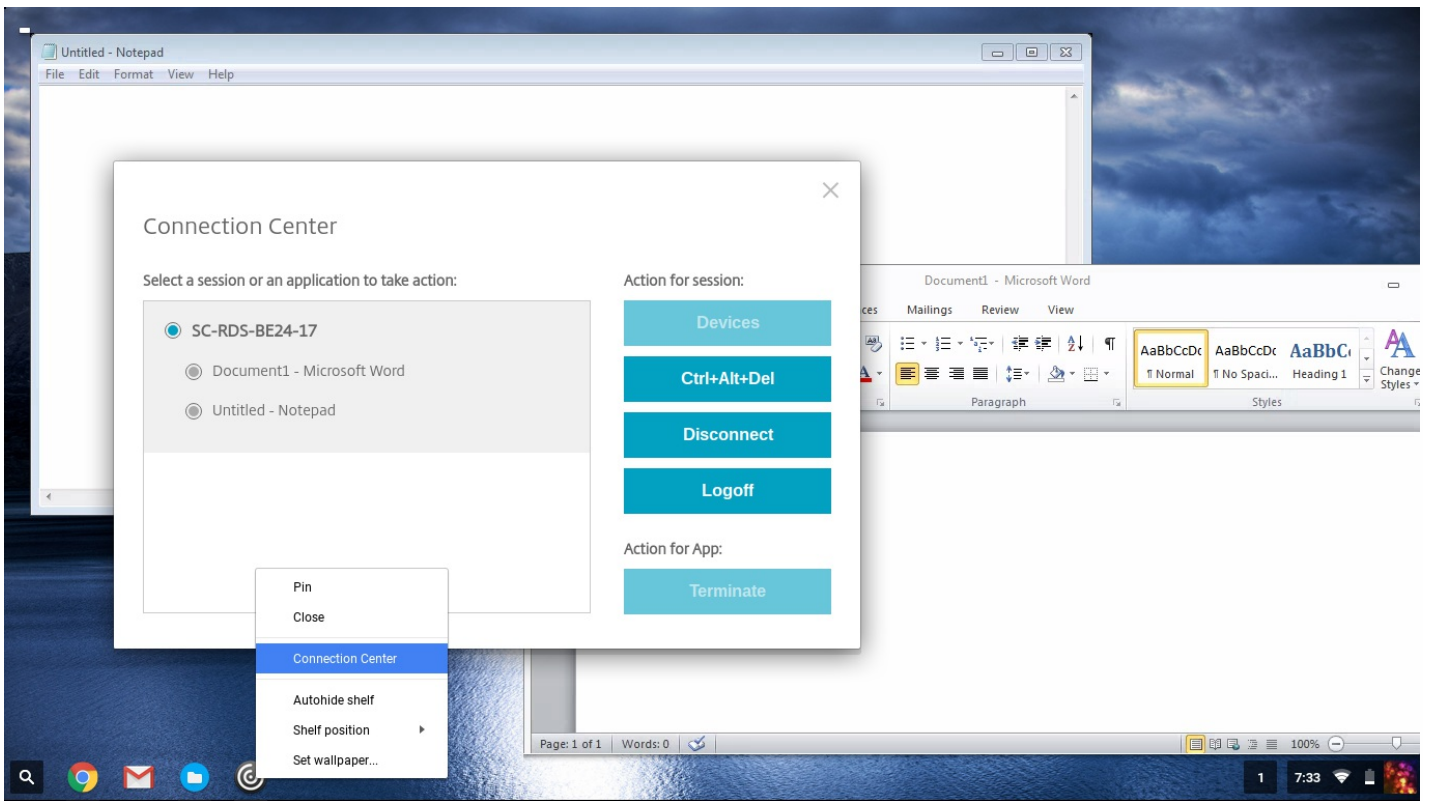 Untitled - Notepad
File Edit Format View Help
Connection Center
Select a session or an application to take action:
SC-RDS-BE24-17
Document1 - Microsoft Word
Untitled - Notepad
Action for session:
Devices
Ctrl+Alt+Del
Disconnect
Logoff
Action for App:
Terminate
Document1 - Microsoft Word
Mailings Review View
AaBbCcDc AaBbCcDc AaBbC
¶ Normal ¶ No Spaci... Heading 1
Change
Styles
Paragraph
Styles
Pin
Close
Connection Center
Autohide shelf
Shelf position
Set wallpaper...
Page: 1 of 1 Words: 0
100%
1 7:33